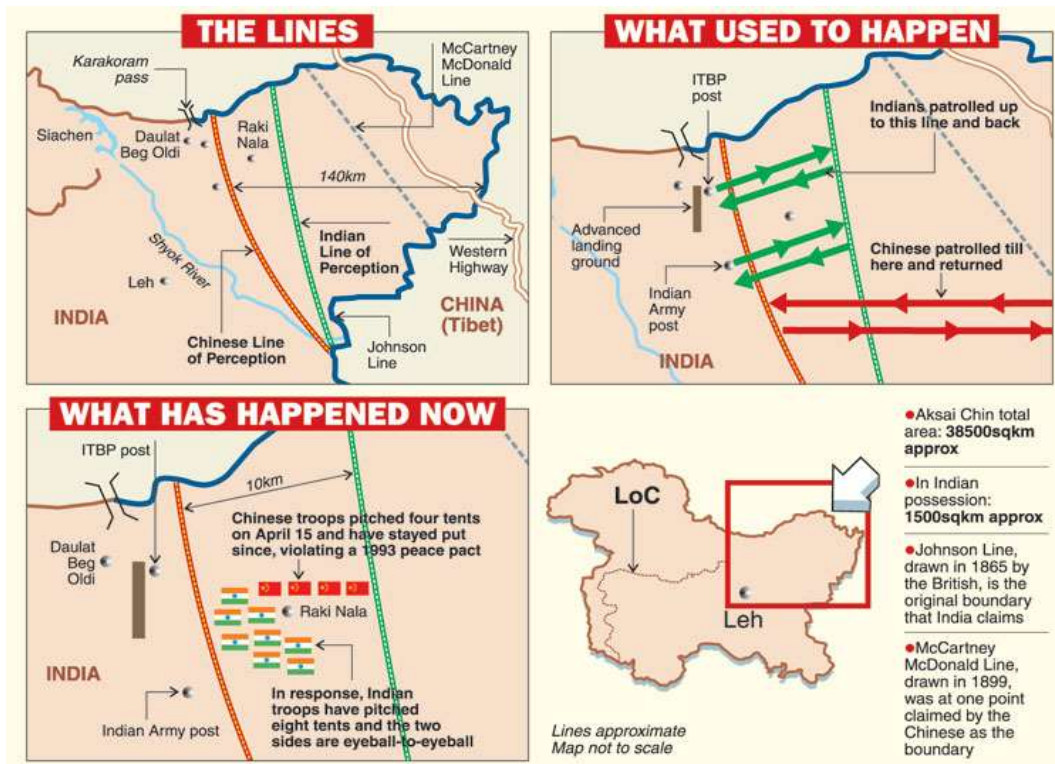 THE LINES
Karakoram
pass
McCartney
McDonald
Line
Siachen
Daulat
Beg Oldi
Raki
Nala
140km
Shyok River
Indian
Line of
Perception
Western
Highway
Leh
INDIA
CHINA
(Tibet)
Chinese Line
of Perception
Johnson
Line
WHAT USED TO HAPPEN
ITBP
post
Indians patrolled up
to this line and back
Advanced
landing
ground
Chinese patrolled till
here and returned
Indian
Army
post
INDIA
WHAT HAS HAPPENED NOW
ITBP post
10km
Chinese troops pitched four tents
on April 15 and have stayed put
since, violating a 1993 peace pact
Daulat
Beg
Oldi
Raki Nala
INDIA
In response, Indian
troops have pitched
eight tents and the two
sides are eyeball-to-eyeball
Indian Army post
LoC
Leh
Lines approximate
Map not to scale
●Aksai Chin total
area: 38500sqkm
approx
●In Indian
possession:
1500sqkm approx
●Johnson Line,
drawn in 1865 by
the British, is the
original boundary
that India claims
●McCartney
McDonald Line,
drawn in 1899,
was at one point
claimed by the
Chinese as the
boundary